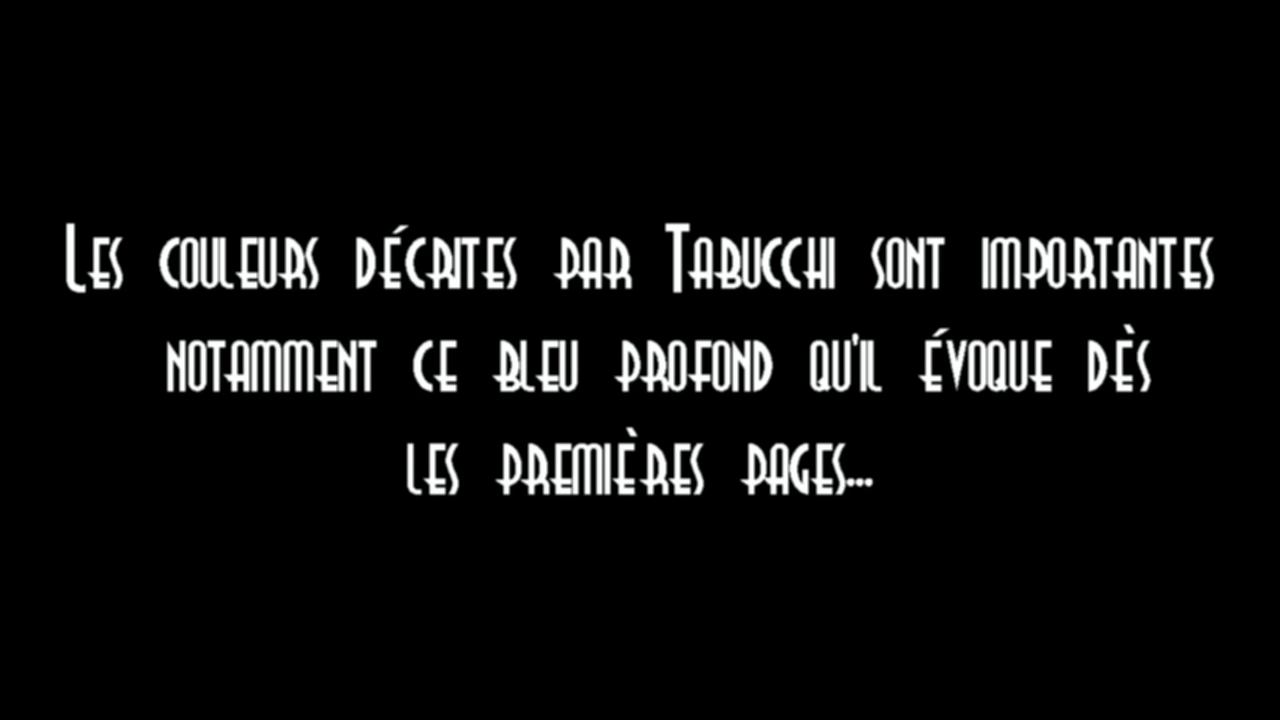 Les couleurs décrites par Tabucchi sont importantes
notamment ce bleu profond qu'il évoque dès
les premières pages...